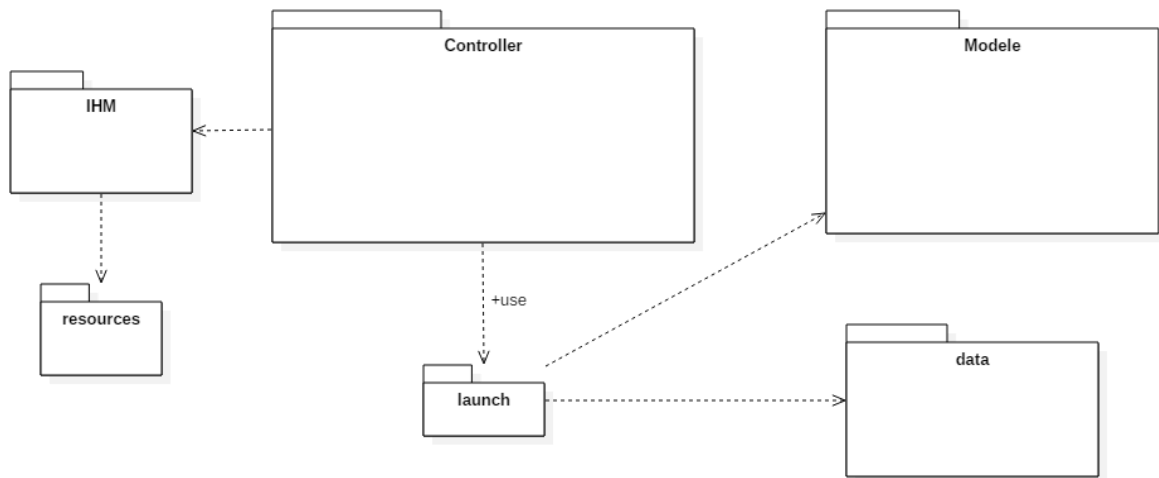 Controller
Modele
IHM
+use
resources
data
launch